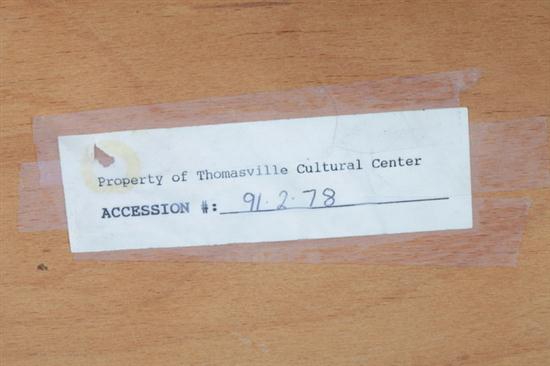 Property of Thomasville Cultural Center
ACCESSION #: 91.2.78